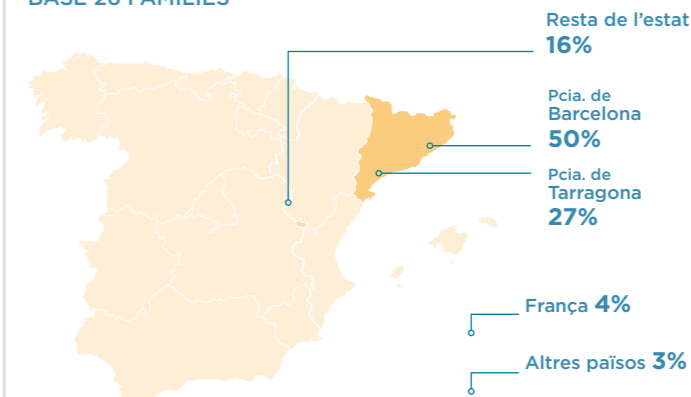 Resta de l’estat
16%
Pcia. de
Barcelona
50%
Pcia. de
Tarragona
27%
França 4%
Altres països 3%